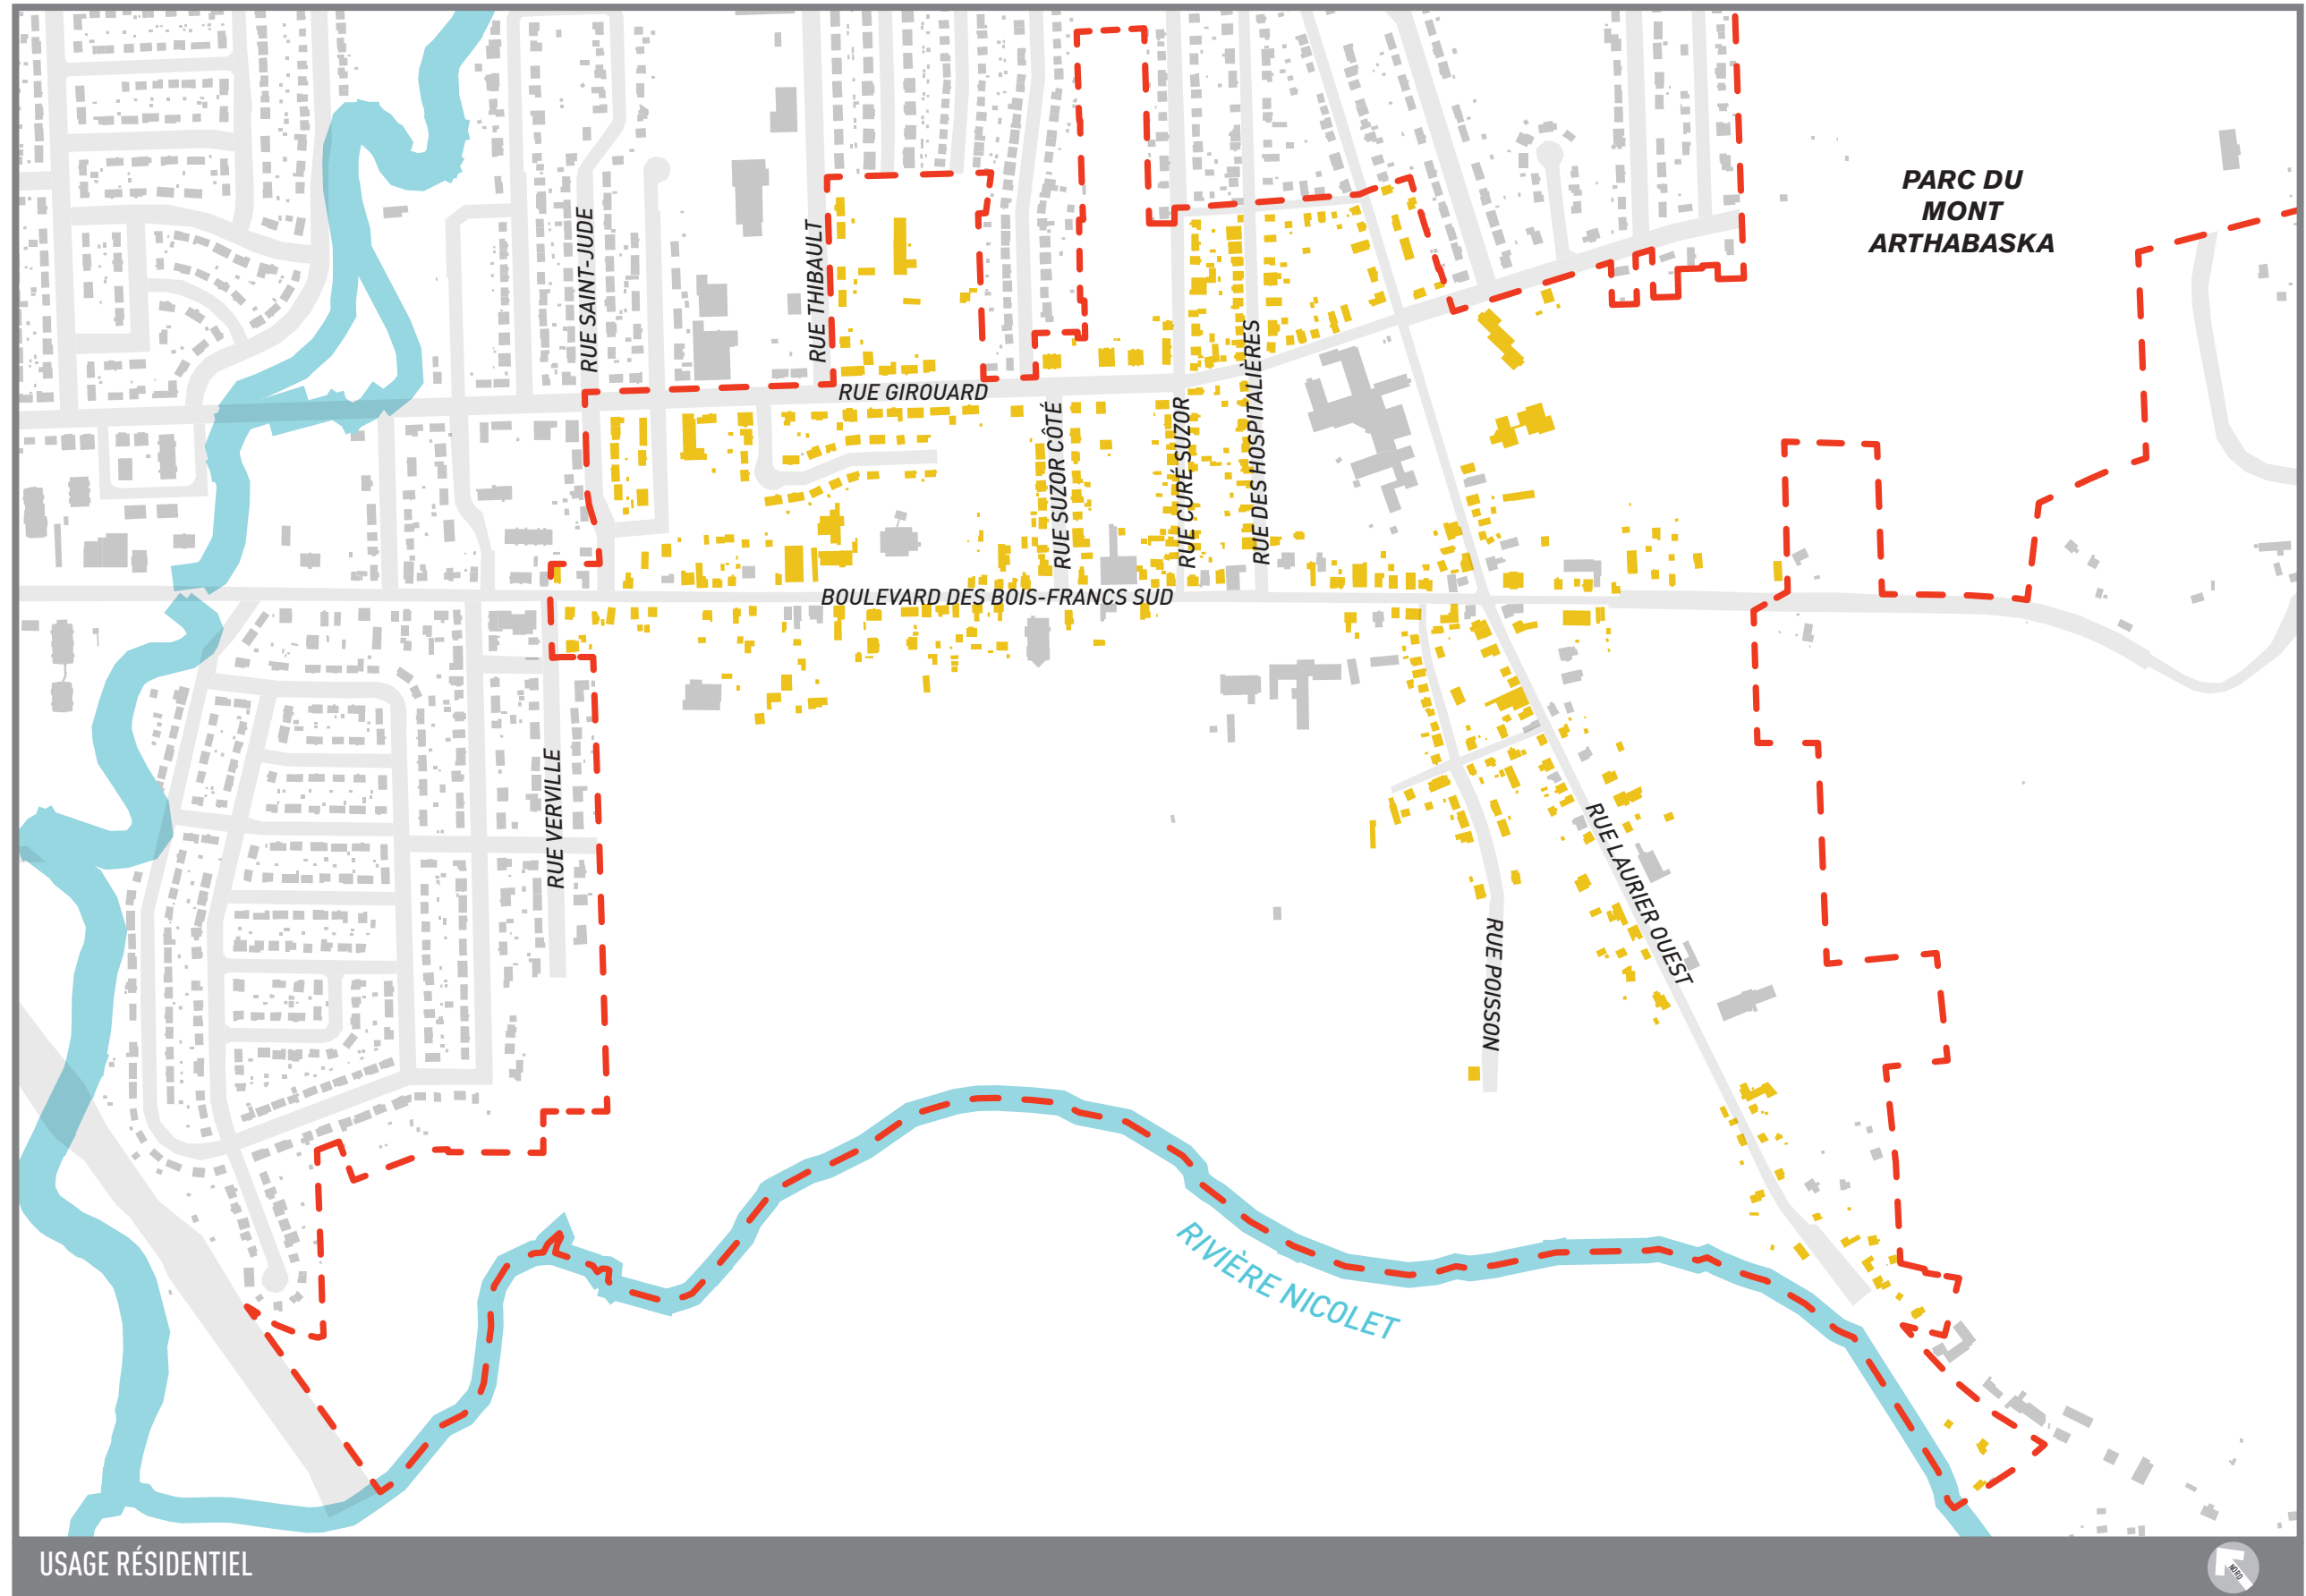 PARC DU
MONT
ARTHABASKA
RUE SAINT-JUDE
RUE THIBAULT
RUE GIROUARD
RUE SUZOR CÔTÉ
RUE CURÉ SUZOR
RUE DES HOSPITALIÈRES
BOULEVARD DES BOIS-FRANCS SUD
RUE VERVILLE
RUE LAURIER OUEST
RUE POISSON
RIVIÈRE NICOLET
USAGE RÉSIDENTIEL
NORD